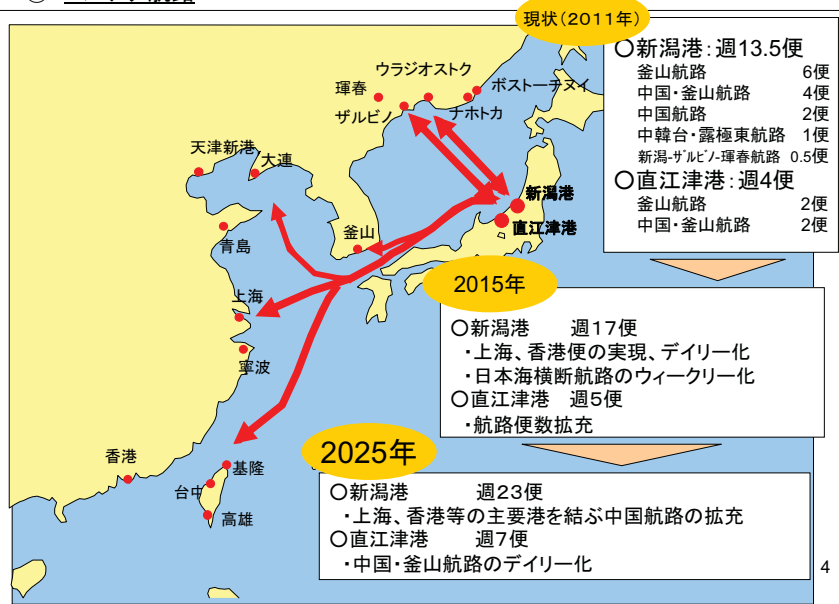 現状(2011年)
○新潟港:週13.5便
釜山航路 6便
中国・釜山航路 4便
中国航路 2便
中韓台・露極東航路 1便
新潟-ザルビノ-琿春航路 0.5便
○直江津港:週4便
釜山航路 2便
中国・釜山航路 2便
ウラジオストク
琿春
ボストーチヌイ
ザルビノ
ナホトカ
天津新港
大連
新潟港
釜山
直江津港
青島
上海
寧波
香港
基隆
台中
高雄
2015年
○新潟港 週17便
・上海、香港便の実現、デイリー化
・日本海横断航路のウィークリー化
○直江津港 週5便
・航路便数拡充
2025年
○新潟港 週23便
・上海、香港等の主要港を結ぶ中国航路の拡充
○直江津港 週7便
・中国・釜山航路のデイリー化
4